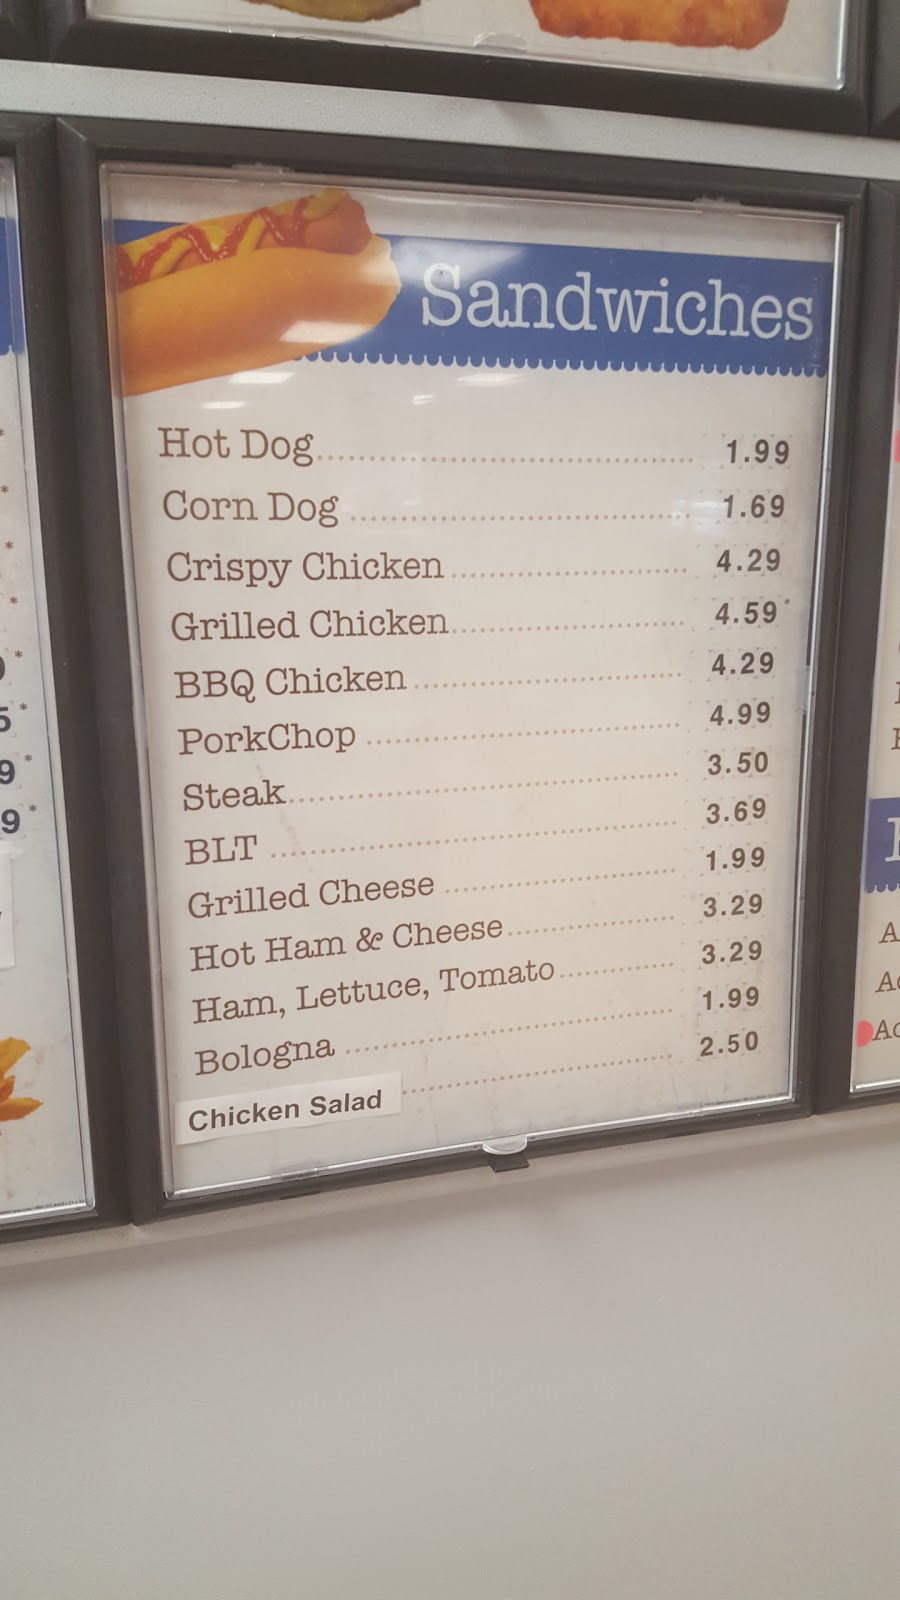 Sandwiches
Hot Dog 1.99
Corn Dog 1.69
Crispy Chicken 4.29
Grilled Chicken 4.59*
BBQ Chicken 4.29
PorkChop 4.99
Steak 3.50
BLT 3.69
Grilled Cheese 1.99
Hot Ham & Cheese 3.29
Ham, Lettuce, Tomato 3.29
Bologna 1.99
Chicken Salad 2.50